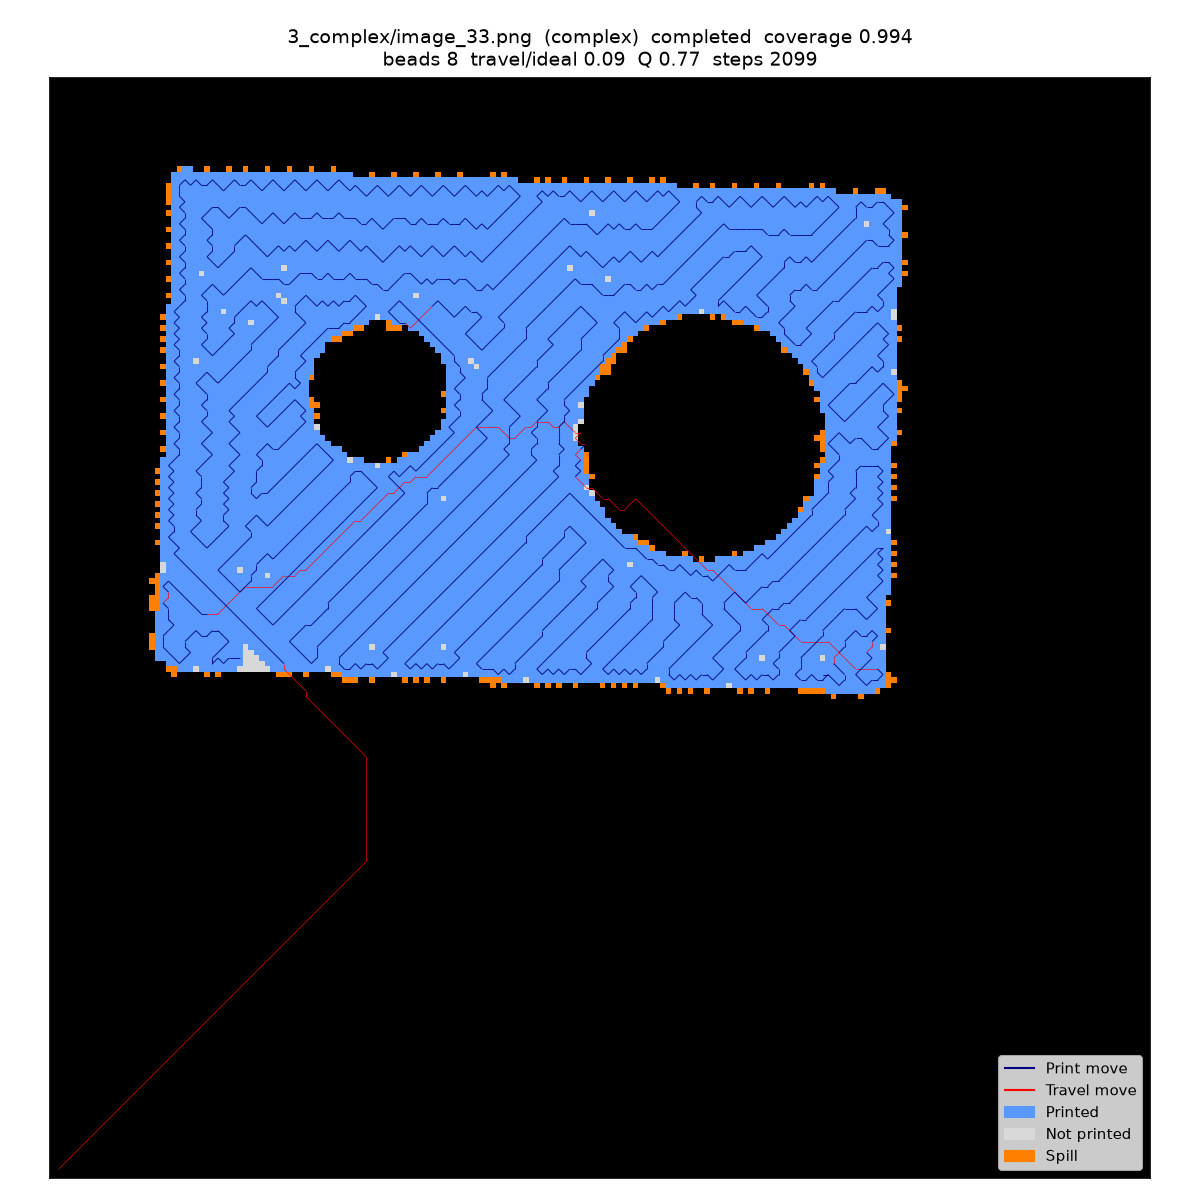 3_complex/image_33.png  (complex)  completed  coverage 0.994
beads 8  travel/ideal 0.09  Q 0.77  steps 2099
Print move
Travel move
Printed
Not printed
Spill